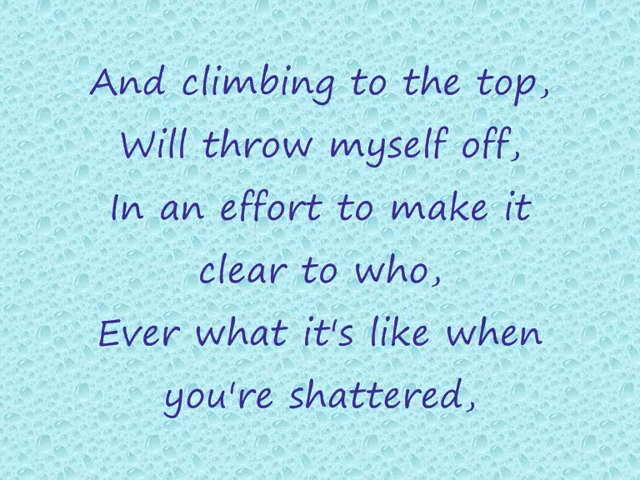 And climbing to the top,
Will throw myself off,
In an effort to make it
clear to who,
Ever what it's like when
you're shattered,